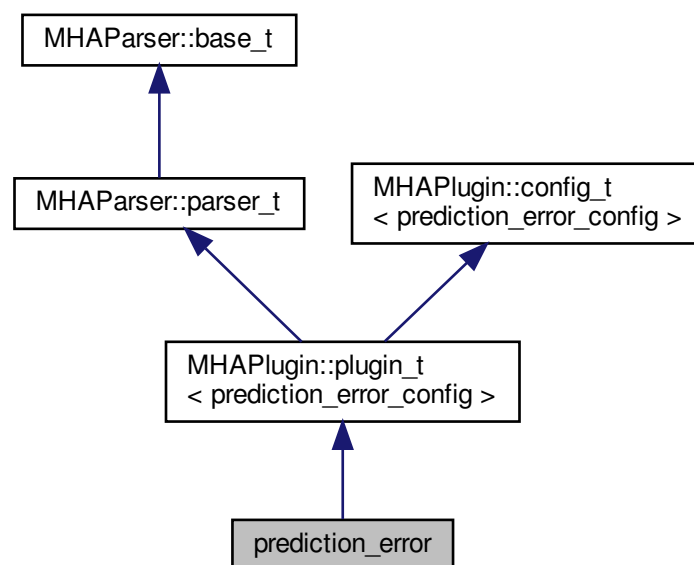 MHAParser::base_t
MHAParser::parser_t
MHAPlugin::config_t
< prediction_error_config >
MHAPlugin::plugin_t
< prediction_error_config >
prediction_error